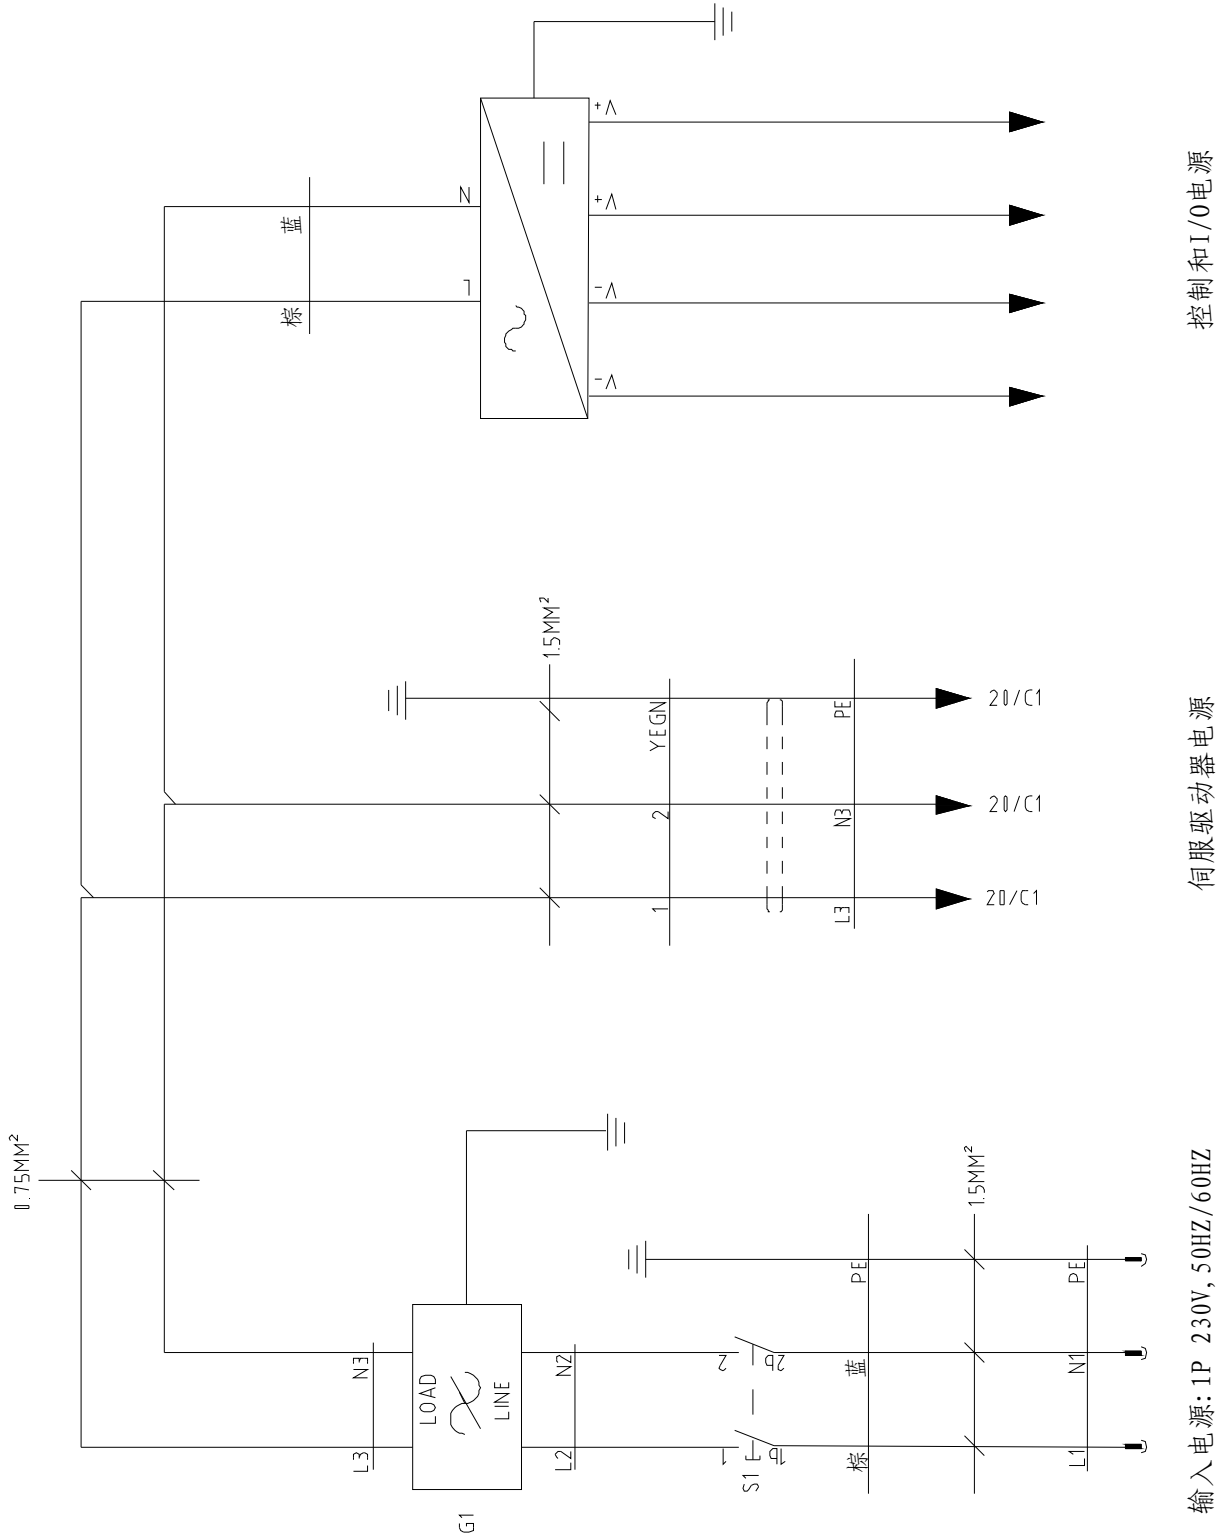 0.75MM²
L3
N3
LOAD
LINE
G1
L2
N2
1
2
S1
1b
2b
棕
蓝
PE
1.5MM²
L1
N1
PE
输入电源:1P 230V,50HZ/60HZ
1.5MM²
1
2
YEGN
L3
N3
PE
20/C1
20/C1
20/C1
伺服驱动器电源
棕
蓝
L
N
V-
V-
V+
V+
控制和I/O电源